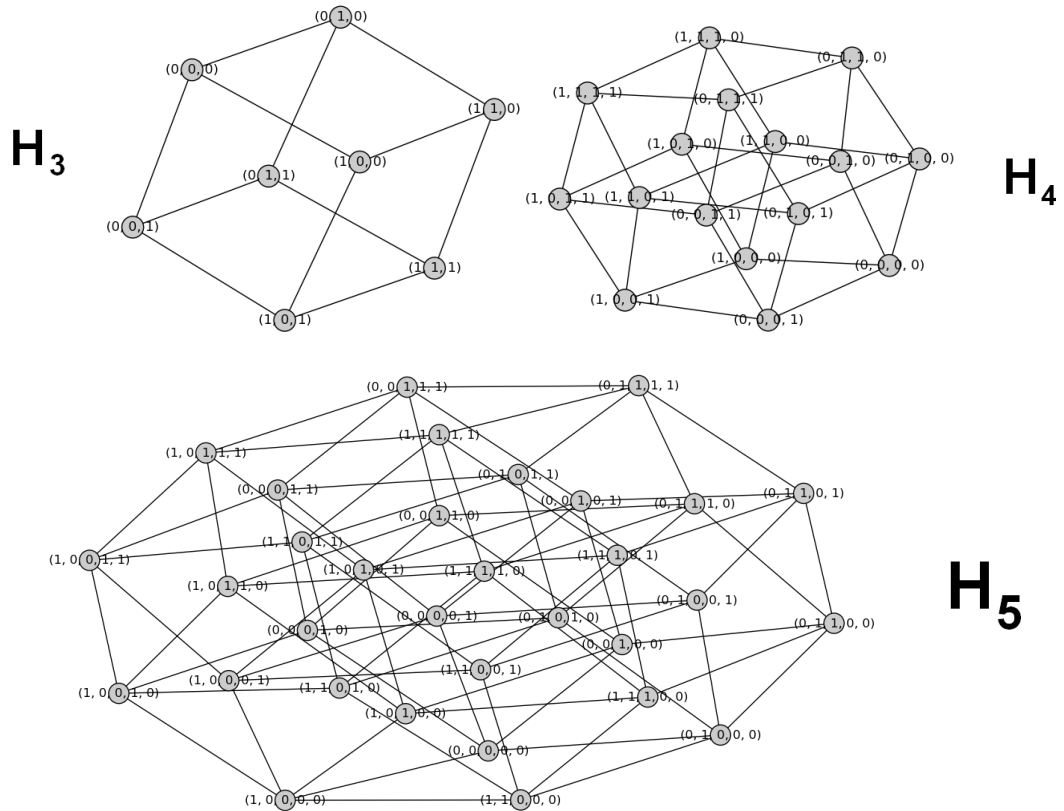 (0, 1, 0)
(0, 0, 0)
(1, 1, 0)
H3
(1, 0, 0)
(0, 1, 1)
(0, 0, 1)
(1, 1, 1)
(1, 0, 1)
(1, 1, 1, 0)
(0, 1, 1, 0)
(1, 1, 1, 1)
(0, 1, 1, 1)
(1, 0, 1, 0)
(1, 1, 0, 0)
(0, 0, 1, 0)
(0, 1, 0, 0)
H4
(1, 0, 1, 1)
(1, 1, 0, 1)
(0, 0, 1, 1)
(0, 1, 0, 1)
(1, 0, 0, 0)
(0, 0, 0, 0)
(1, 0, 0, 1)
(0, 0, 0, 1)
(0, 0, 1, 1, 1)
(0, 1, 1, 1, 1)
(1, 1, 1, 1, 1)
(1, 0, 1, 1, 1)
(0, 1, 0, 1, 1)
(0, 0, 0, 1, 1)
(0, 0, 1, 0, 1)
(0, 1, 1, 1, 0)
(0, 1, 1, 0, 1)
(0, 0, 1, 1, 0)
(1, 1, 0, 1, 1)
(1, 0, 0, 1, 1)
(1, 0, 1, 0, 1)
(1, 1, 1, 1, 0)
(1, 1, 1, 0, 1)
(1, 0, 1, 1, 0)
H5
(0, 1, 0, 0, 1)
(0, 0, 0, 0, 1)
(0, 1, 0, 1, 0)
(0, 1, 1, 0, 0)
(0, 0, 0, 1, 0)
(0, 0, 1, 0, 0)
(1, 1, 0, 0, 1)
(1, 0, 0, 0, 1)
(1, 0, 0, 1, 0)
(1, 1, 0, 1, 0)
(1, 1, 1, 0, 0)
(1, 0, 1, 0, 0)
(0, 1, 0, 0, 0)
(0, 0, 0, 0, 0)
(1, 0, 0, 0, 0)
(1, 1, 0, 0, 0)